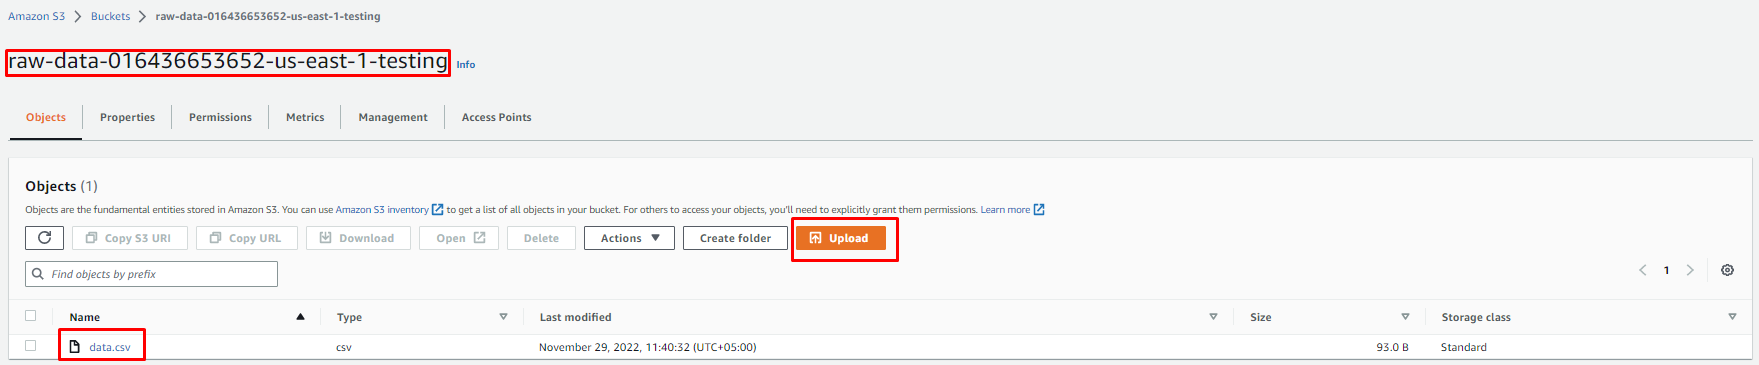 Amazon S3 > Buckets > raw-data-016436653652-us-east-1-testing
raw-data-016436653652-us-east-1-testing Info
Objects Properties Permissions Metrics Management Access Points
Objects (1)
Objects are the fundamental entities stored in Amazon S3. You can use Amazon S3 inventory to get a list of all objects in your bucket. For others to access your objects, you'll need to explicitly grant them permissions. Learn more
Copy S3 URI Copy URL Download Open Delete Actions Create folder Upload
Find objects by prefix
1
Name Type Last modified Size Storage class
data.csv csv November 29, 2022, 11:40:32 (UTC+05:00) 93.0 B Standard